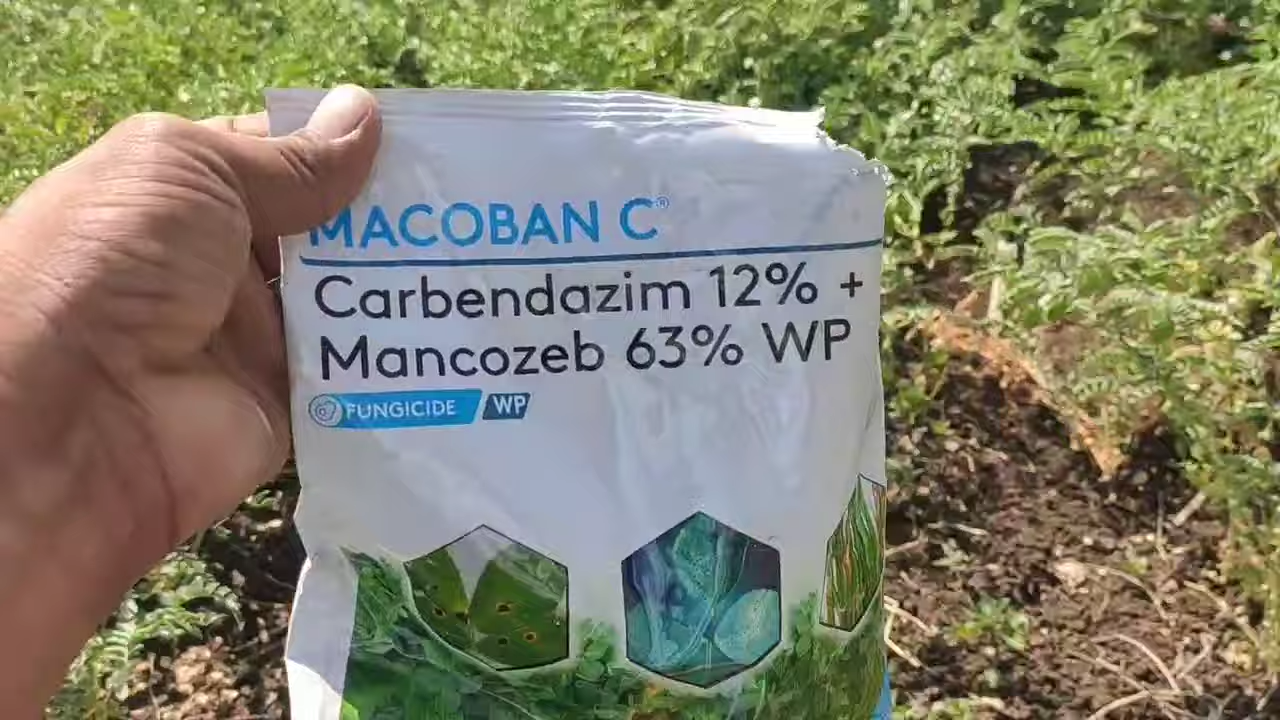 MACOBAN C®
Carbendazim 12% +
Mancozeb 63% WP
FUNGICIDE WP